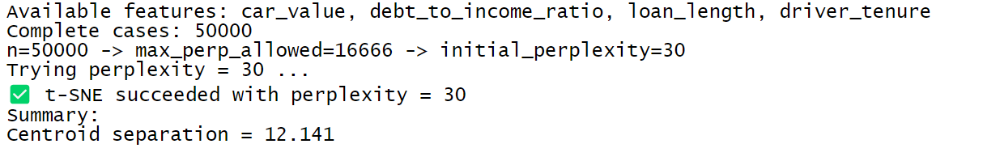 Available features: car_value, debt_to_income_ratio, loan_length, driver_tenure
Complete cases: 50000
n=50000 -> max_perp_allowed=16666 -> initial_perplexity=30
Trying perplexity = 30 ...
✅ t-SNE succeeded with perplexity = 30
Summary:
Centroid separation = 12.141